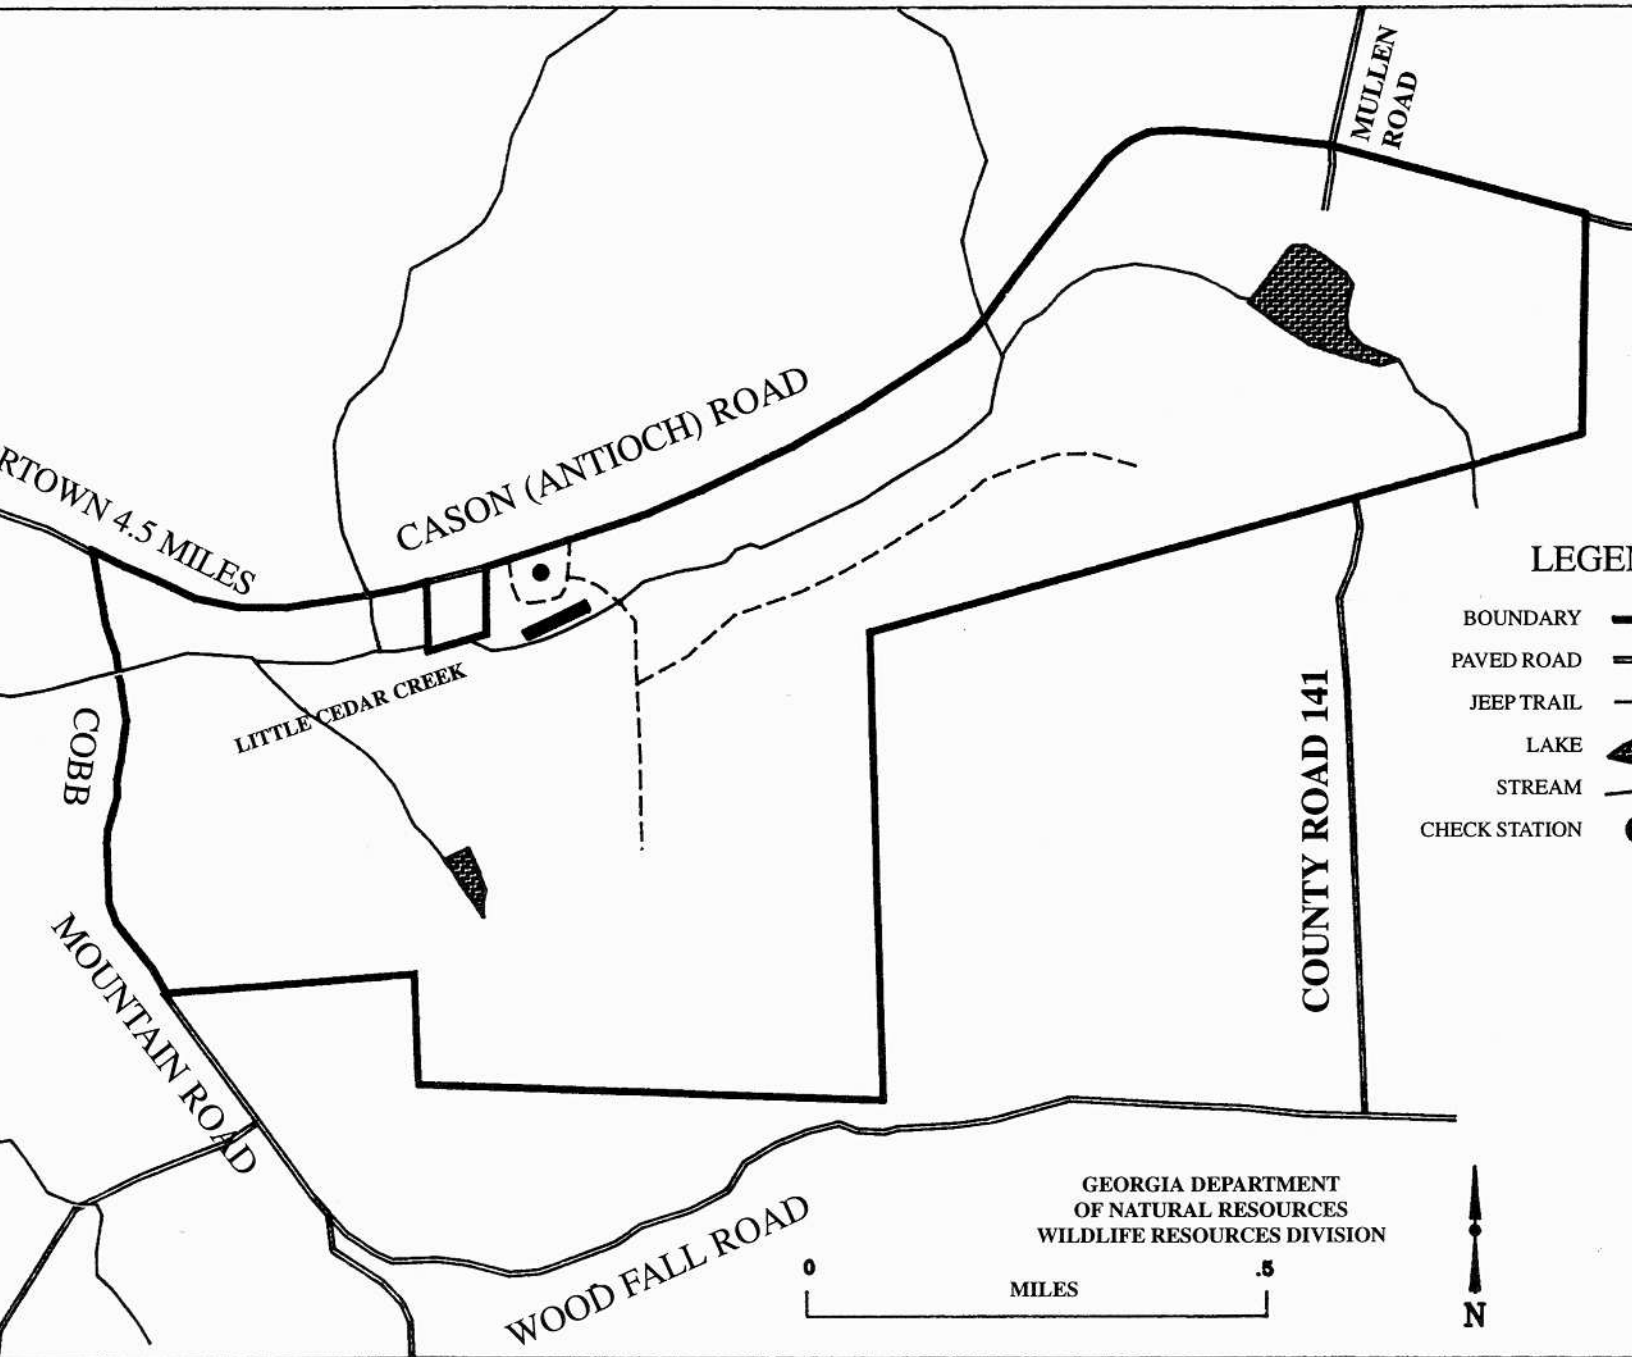 MULLEN
ROAD
CASON (ANTIOCH) ROAD
RTOWN 4.5 MILES
LITTLE CEDAR CREEK
COBB
MOUNTAIN ROAD
COUNTY ROAD 141
LEGEN
BOUNDARY
PAVED ROAD
JEEP TRAIL
LAKE
STREAM
CHECK STATION
WOOD FALL ROAD
GEORGIA DEPARTMENT
OF NATURAL RESOURCES
WILDLIFE RESOURCES DIVISION
0 .5
MILES
N